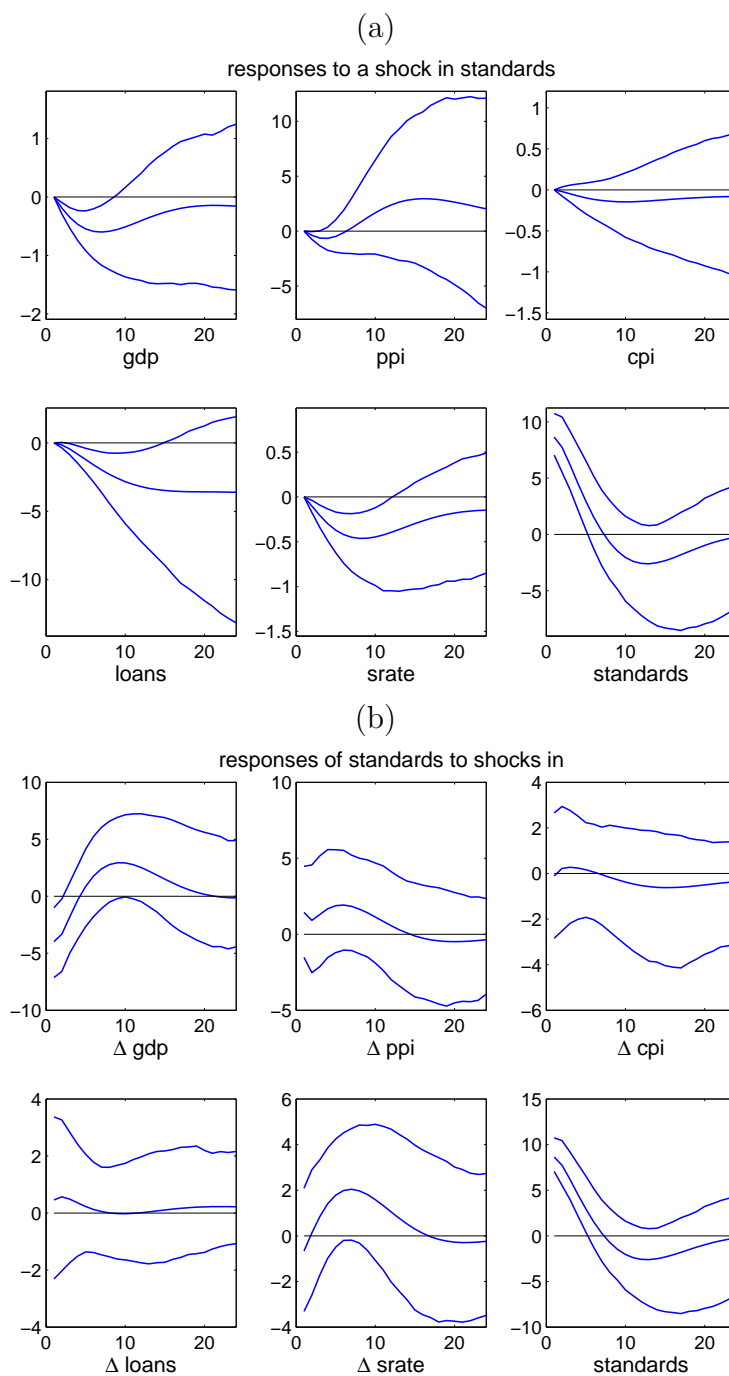 (a)
responses to a shock in standards
1
0
−1
−2
0 10 20
gdp
10
5
0
−5
0 10 20
ppi
1
0.5
0
−0.5
−1
−1.5
0 10 20
cpi
0
−5
−10
0 10 20
loans
0.5
0
−0.5
−1
−1.5
0 10 20
srate
10
5
0
−5
0 10 20
standards
(b)
responses of standards to shocks in
10
5
0
−5
−10
0 10 20
Δ gdp
10
5
0
−5
0 10 20
Δ ppi
4
2
0
−2
−4
−6
0 10 20
Δ cpi
4
2
0
−2
−4
0 10 20
Δ loans
6
4
2
0
−2
−4
0 10 20
Δ srate
15
10
5
0
−5
−10
0 10 20
standards